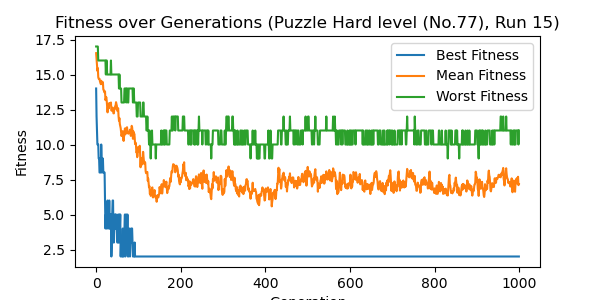 Fitness over Generations (Puzzle Hard level (No.77), Run 15)
17.5
15.0
12.5
10.0
7.5
5.0
2.5
Fitness
Best Fitness
Mean Fitness
Worst Fitness
0 200 400 600 800 1000
Generation